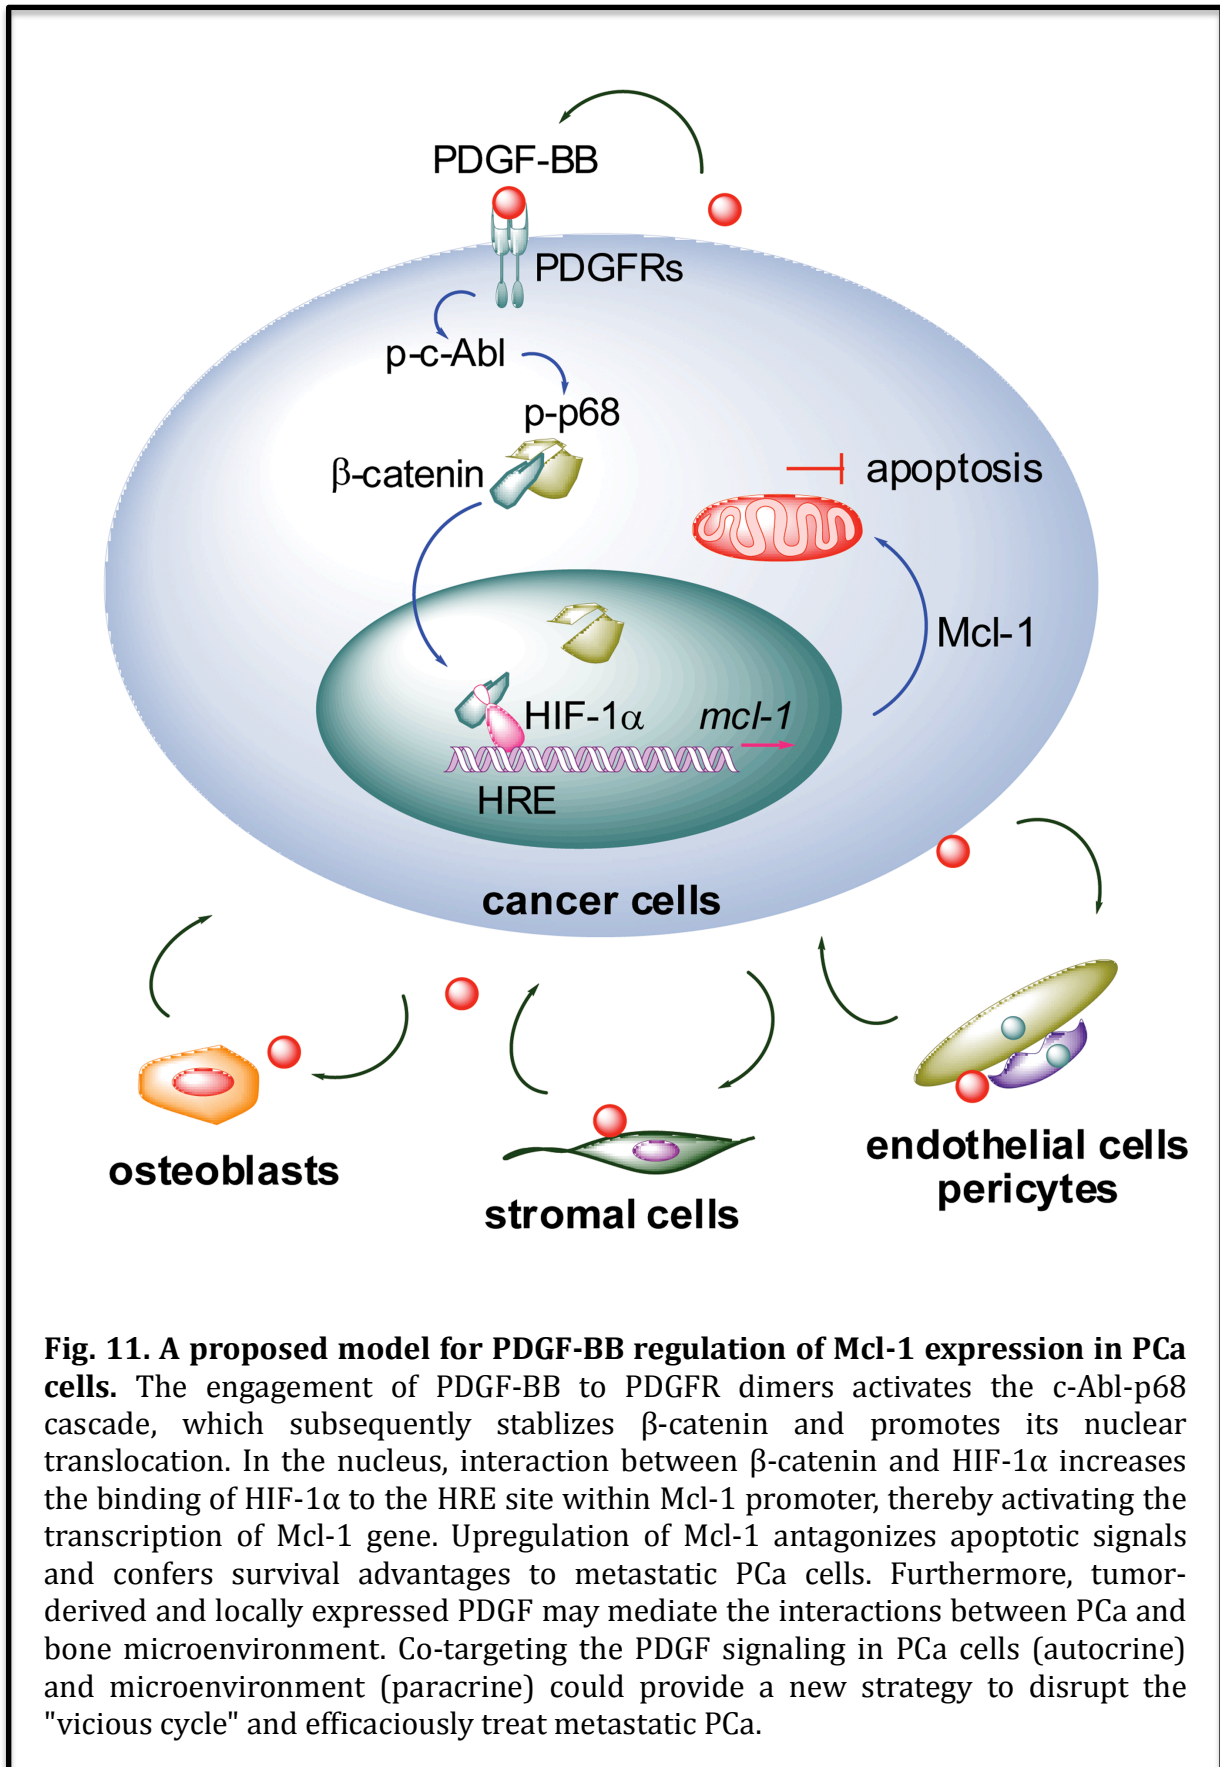 PDGF-BB
PDGFRs
p-c-Abl
p-p68
β-catenin
apoptosis
Mcl-1
HIF-1α
mcl-1
HRE
cancer cells
osteoblasts
stromal cells
endothelial cells
pericytes
Fig. 11. A proposed model for PDGF-BB regulation of Mcl-1 expression in PCa
cells. The engagement of PDGF-BB to PDGFR dimers activates the c-Abl-p68
cascade, which subsequently stablizes β-catenin and promotes its nuclear
translocation. In the nucleus, interaction between β-catenin and HIF-1α increases
the binding of HIF-1α to the HRE site within Mcl-1 promoter, thereby activating the
transcription of Mcl-1 gene. Upregulation of Mcl-1 antagonizes apoptotic signals
and confers survival advantages to metastatic PCa cells. Furthermore, tumor-
derived and locally expressed PDGF may mediate the interactions between PCa and
bone microenvironment. Co-targeting the PDGF signaling in PCa cells (autocrine)
and microenvironment (paracrine) could provide a new strategy to disrupt the
"vicious cycle" and efficaciously treat metastatic PCa.